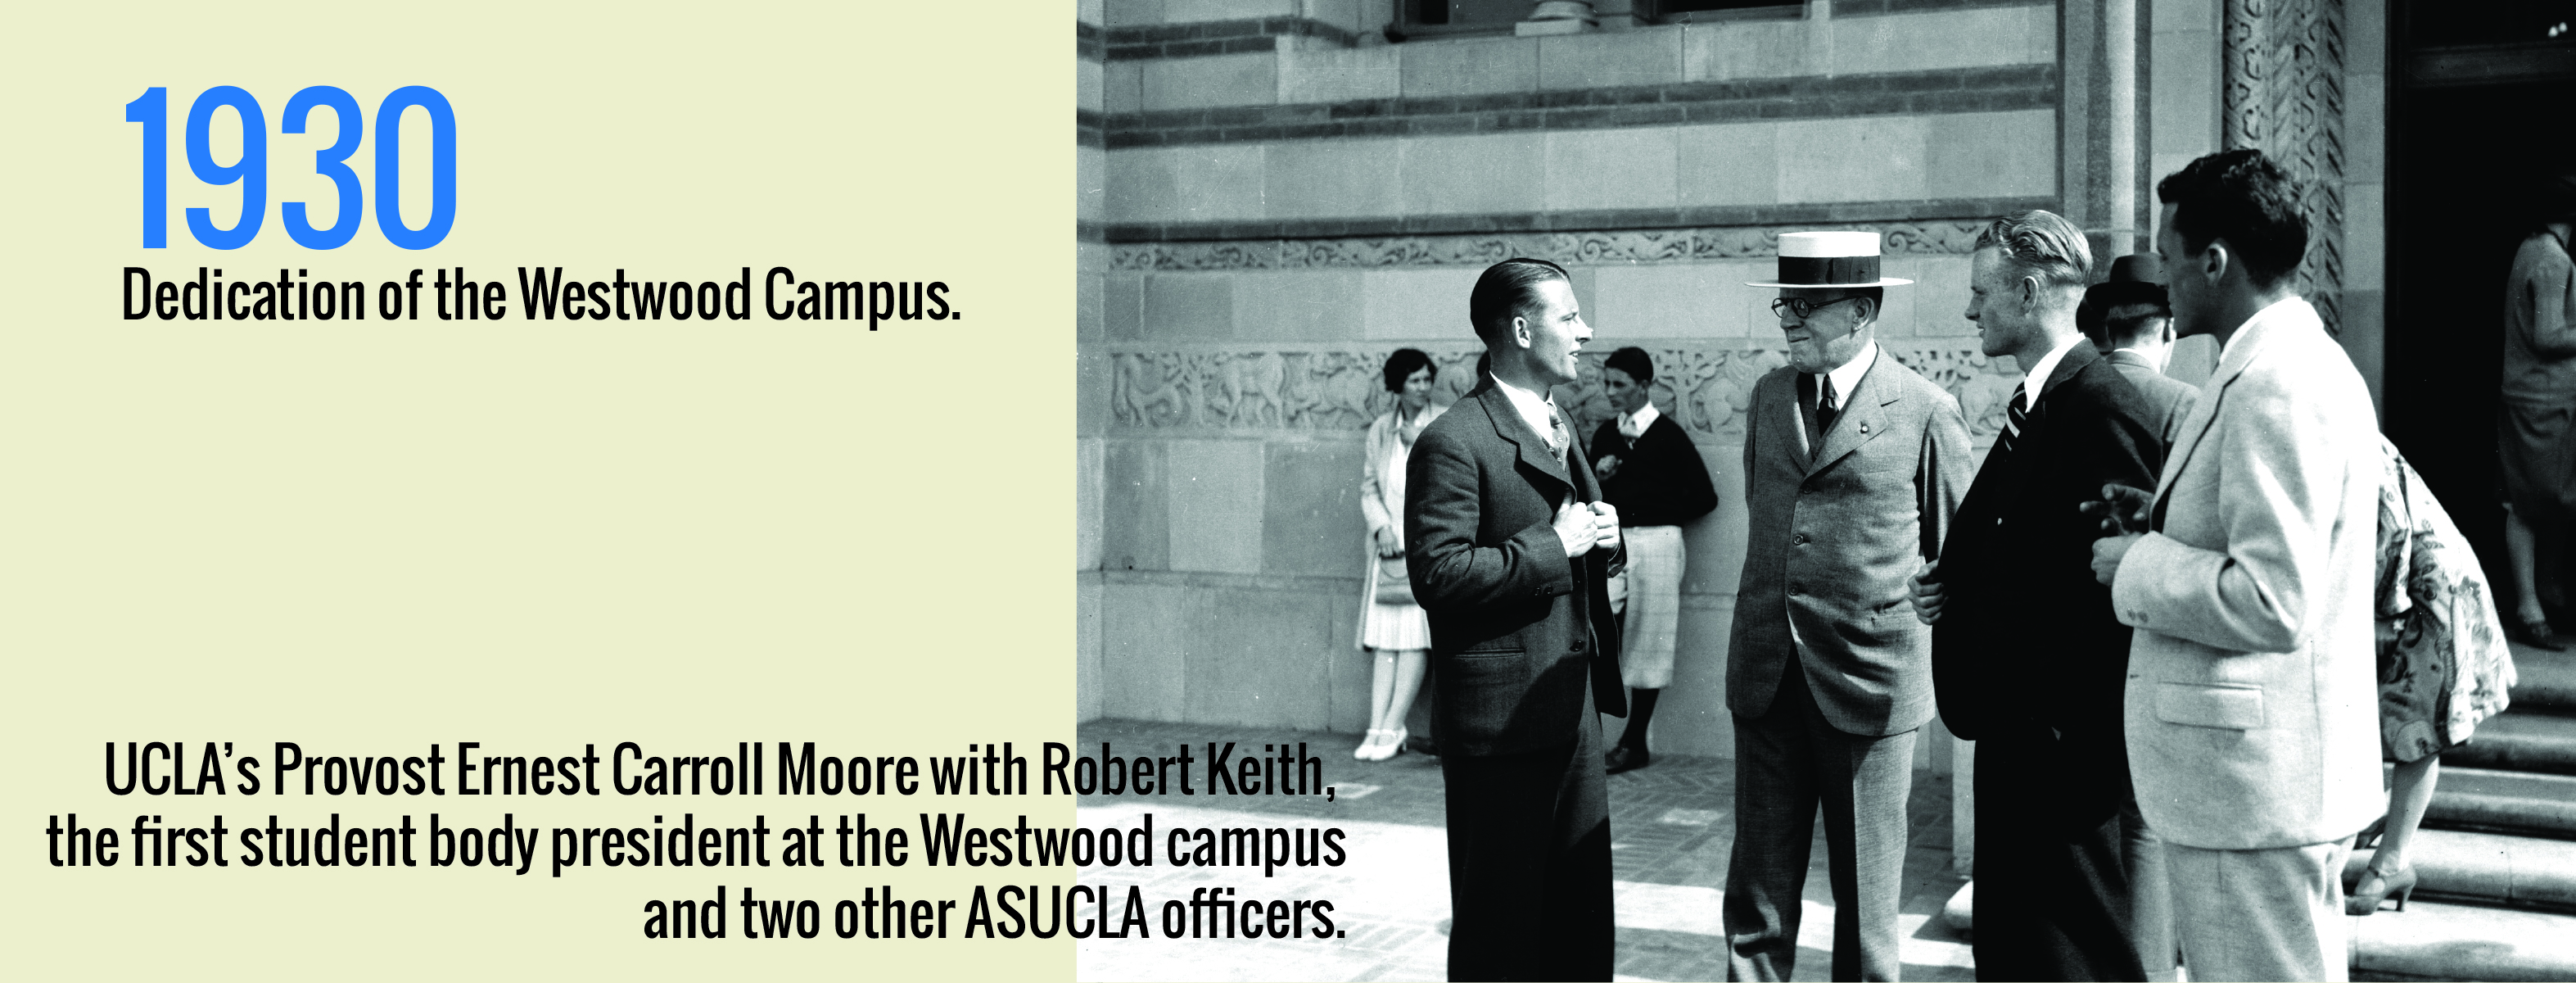 1930
Dedication of the Westwood Campus.
UCLA’s Provost Ernest Carroll Moore with Robert Keith,
the first student body president at the Westwood campus
and two other ASUCLA officers.